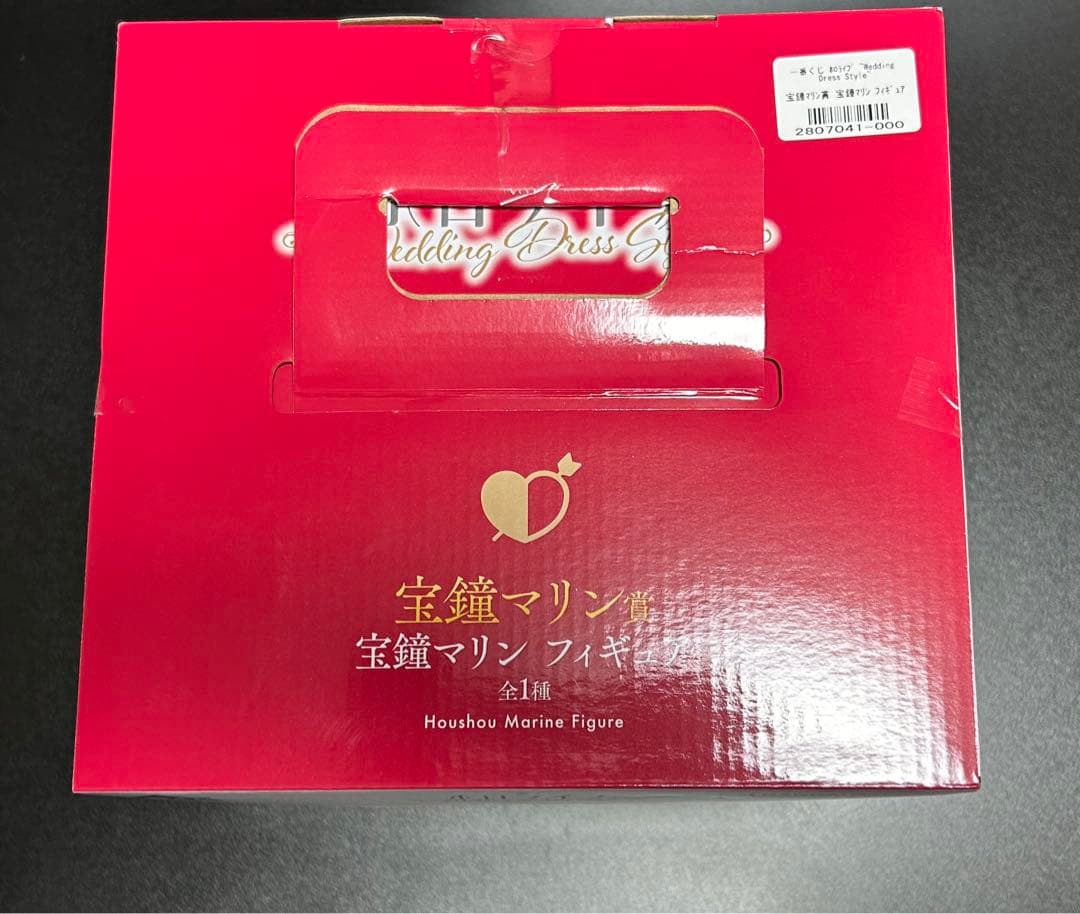 一番くじ ホロライブ "Wedding
Dress Style"
宝鐘マリン賞 宝鐘マリン フィギュア
2807041-000
Wedding Dress
宝鐘マリン賞
宝鐘マリン フィギュア
全1種
Houshou Marine Figure